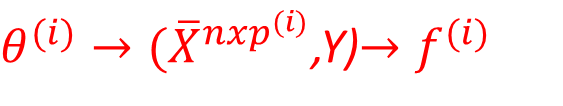 θ^{(i)} → (X̄^{nxp^{(i)}},Y)→ f^{(i)}